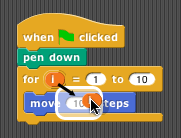 when clicked
pen down
for i = 1 to 10
move 10 steps